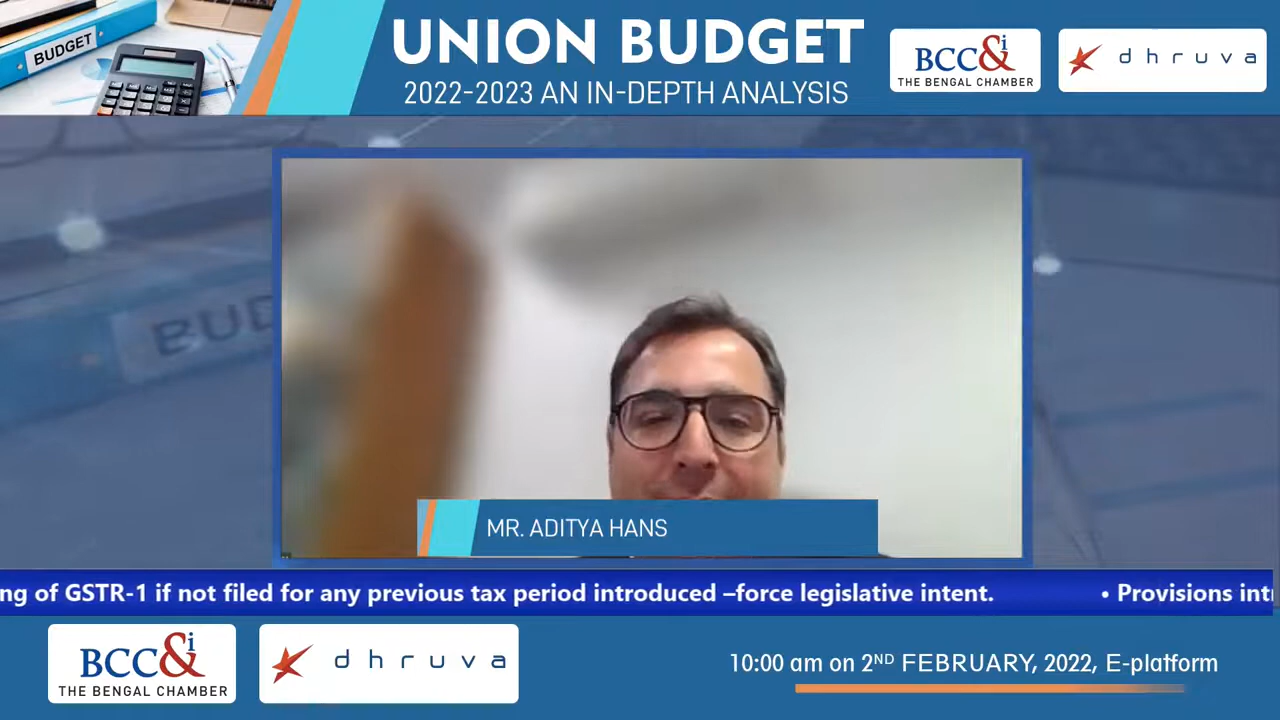 BUDGET
UNION BUDGET
2022-2023 AN IN-DEPTH ANALYSIS
BCC&i
THE BENGAL CHAMBER
dhruva
BUD
MR. ADITYA HANS
ng of GSTR-1 if not filed for any previous tax period introduced –force legislative intent. • Provisions int
BCC&i
THE BENGAL CHAMBER
dhruva
10:00 am on 2ND FEBRUARY, 2022, E-platform